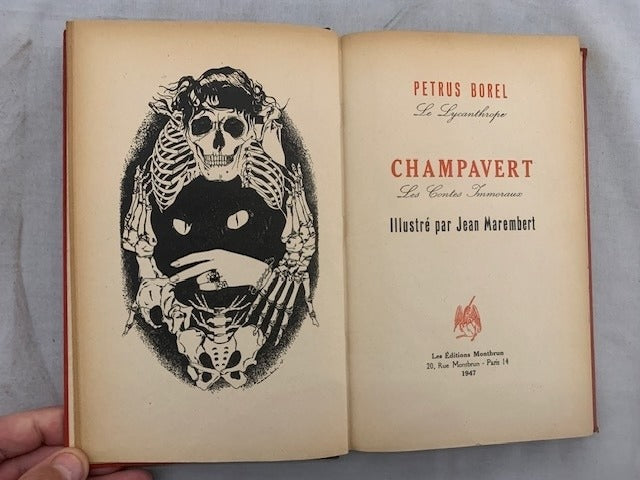 PETRUS BOREL
Le Lycanthrope
CHAMPAVERT
Les Contes Immoraux
Illustré par Jean Marembert
Les Éditions Montbrun
20, Rue Montbrun - Paris 14
1947